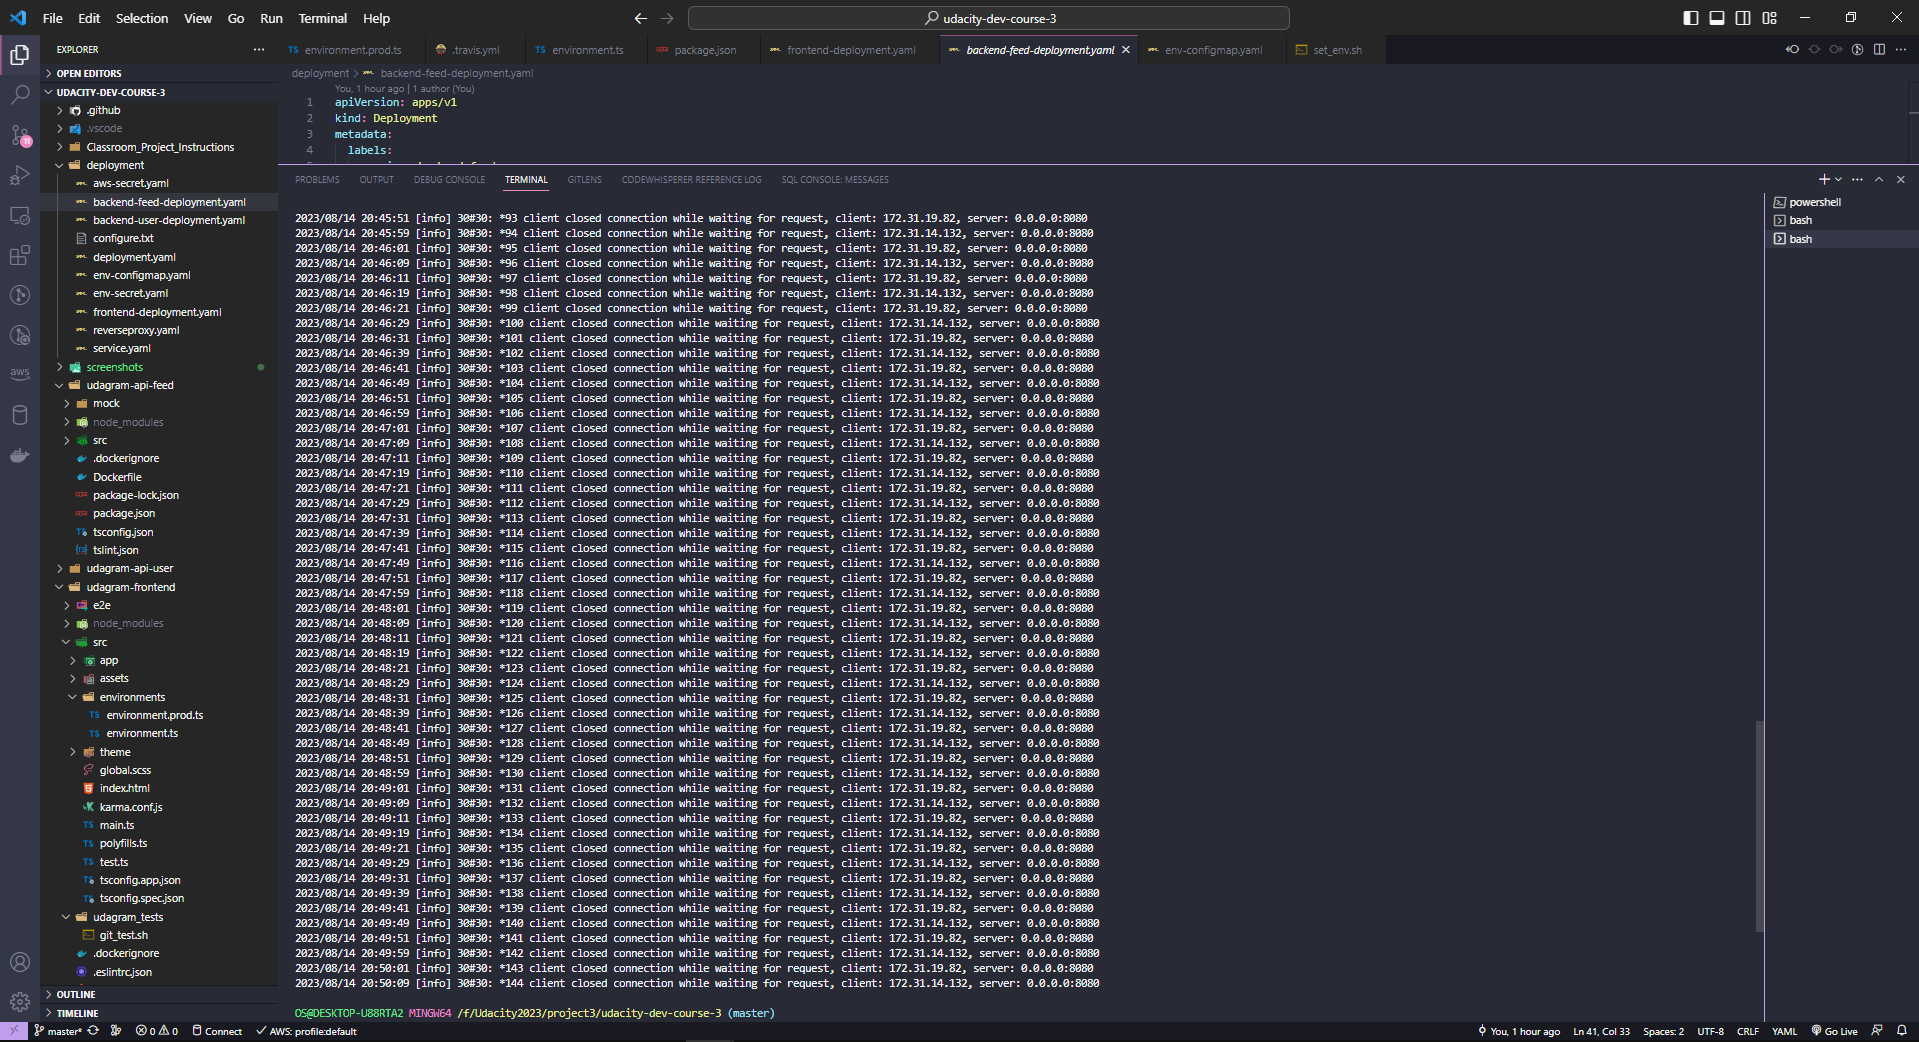 File Edit Selection View Go Run Terminal Help
udacity-dev-course-3
EXPLORER
OPEN EDITORS
UDACITY-DEV-COURSE-3
.github
.vscode
Classroom_Project_Instructions
deployment
aws-secret.yaml
backend-feed-deployment.yaml
backend-user-deployment.yaml
configure.txt
deployment.yaml
env-configmap.yaml
env-secret.yaml
frontend-deployment.yaml
reverseproxy.yaml
service.yaml
screenshots
udagram-api-feed
mock
node_modules
src
.dockerignore
Dockerfile
package-lock.json
package.json
tsconfig.json
tslint.json
udagram-api-user
udagram-frontend
e2e
node_modules
src
app
assets
environments
TS environment.prod.ts
TS environment.ts
theme
global.scss
index.html
karma.conf.js
TS main.ts
TS polyfills.ts
TS test.ts
tsconfig.app.json
tsconfig.spec.json
udagram_tests
git_test.sh
.dockerignore
.eslintrc.json
OUTLINE
TIMELINE
TS environment.prod.ts .travis.yml TS environment.ts package.json frontend-deployment.yaml backend-feed-deployment.yaml env-configmap.yaml set_env.sh
deployment > backend-feed-deployment.yaml
You, 1 hour ago | 1 author (You)
1 apiVersion: apps/v1
2 kind: Deployment
3 metadata:
4 labels:
PROBLEMS OUTPUT DEBUG CONSOLE TERMINAL GITLENS CODEWHISPERER REFERENCE LOG SQL CONSOLE: MESSAGES
2023/08/14 20:45:51 [info] 30#30: *93 client closed connection while waiting for request, client: 172.31.19.82, server: 0.0.0.0:8080
2023/08/14 20:45:59 [info] 30#30: *94 client closed connection while waiting for request, client: 172.31.14.132, server: 0.0.0.0:8080
2023/08/14 20:46:01 [info] 30#30: *95 client closed connection while waiting for request, client: 172.31.19.82, server: 0.0.0.0:8080
2023/08/14 20:46:09 [info] 30#30: *96 client closed connection while waiting for request, client: 172.31.14.132, server: 0.0.0.0:8080
2023/08/14 20:46:11 [info] 30#30: *97 client closed connection while waiting for request, client: 172.31.19.82, server: 0.0.0.0:8080
2023/08/14 20:46:19 [info] 30#30: *98 client closed connection while waiting for request, client: 172.31.14.132, server: 0.0.0.0:8080
2023/08/14 20:46:21 [info] 30#30: *99 client closed connection while waiting for request, client: 172.31.19.82, server: 0.0.0.0:8080
2023/08/14 20:46:29 [info] 30#30: *100 client closed connection while waiting for request, client: 172.31.14.132, server: 0.0.0.0:8080
2023/08/14 20:46:31 [info] 30#30: *101 client closed connection while waiting for request, client: 172.31.19.82, server: 0.0.0.0:8080
2023/08/14 20:46:39 [info] 30#30: *102 client closed connection while waiting for request, client: 172.31.14.132, server: 0.0.0.0:8080
2023/08/14 20:46:41 [info] 30#30: *103 client closed connection while waiting for request, client: 172.31.19.82, server: 0.0.0.0:8080
2023/08/14 20:46:49 [info] 30#30: *104 client closed connection while waiting for request, client: 172.31.14.132, server: 0.0.0.0:8080
2023/08/14 20:46:51 [info] 30#30: *105 client closed connection while waiting for request, client: 172.31.19.82, server: 0.0.0.0:8080
2023/08/14 20:46:59 [info] 30#30: *106 client closed connection while waiting for request, client: 172.31.14.132, server: 0.0.0.0:8080
2023/08/14 20:47:01 [info] 30#30: *107 client closed connection while waiting for request, client: 172.31.19.82, server: 0.0.0.0:8080
2023/08/14 20:47:09 [info] 30#30: *108 client closed connection while waiting for request, client: 172.31.14.132, server: 0.0.0.0:8080
2023/08/14 20:47:11 [info] 30#30: *109 client closed connection while waiting for request, client: 172.31.19.82, server: 0.0.0.0:8080
2023/08/14 20:47:19 [info] 30#30: *110 client closed connection while waiting for request, client: 172.31.14.132, server: 0.0.0.0:8080
2023/08/14 20:47:21 [info] 30#30: *111 client closed connection while waiting for request, client: 172.31.19.82, server: 0.0.0.0:8080
2023/08/14 20:47:29 [info] 30#30: *112 client closed connection while waiting for request, client: 172.31.14.132, server: 0.0.0.0:8080
2023/08/14 20:47:31 [info] 30#30: *113 client closed connection while waiting for request, client: 172.31.19.82, server: 0.0.0.0:8080
2023/08/14 20:47:39 [info] 30#30: *114 client closed connection while waiting for request, client: 172.31.14.132, server: 0.0.0.0:8080
2023/08/14 20:47:41 [info] 30#30: *115 client closed connection while waiting for request, client: 172.31.19.82, server: 0.0.0.0:8080
2023/08/14 20:47:49 [info] 30#30: *116 client closed connection while waiting for request, client: 172.31.14.132, server: 0.0.0.0:8080
2023/08/14 20:47:51 [info] 30#30: *117 client closed connection while waiting for request, client: 172.31.19.82, server: 0.0.0.0:8080
2023/08/14 20:47:59 [info] 30#30: *118 client closed connection while waiting for request, client: 172.31.14.132, server: 0.0.0.0:8080
2023/08/14 20:48:01 [info] 30#30: *119 client closed connection while waiting for request, client: 172.31.19.82, server: 0.0.0.0:8080
2023/08/14 20:48:09 [info] 30#30: *120 client closed connection while waiting for request, client: 172.31.14.132, server: 0.0.0.0:8080
2023/08/14 20:48:11 [info] 30#30: *121 client closed connection while waiting for request, client: 172.31.19.82, server: 0.0.0.0:8080
2023/08/14 20:48:19 [info] 30#30: *122 client closed connection while waiting for request, client: 172.31.14.132, server: 0.0.0.0:8080
2023/08/14 20:48:21 [info] 30#30: *123 client closed connection while waiting for request, client: 172.31.19.82, server: 0.0.0.0:8080
2023/08/14 20:48:29 [info] 30#30: *124 client closed connection while waiting for request, client: 172.31.14.132, server: 0.0.0.0:8080
2023/08/14 20:48:31 [info] 30#30: *125 client closed connection while waiting for request, client: 172.31.19.82, server: 0.0.0.0:8080
2023/08/14 20:48:39 [info] 30#30: *126 client closed connection while waiting for request, client: 172.31.14.132, server: 0.0.0.0:8080
2023/08/14 20:48:41 [info] 30#30: *127 client closed connection while waiting for request, client: 172.31.19.82, server: 0.0.0.0:8080
2023/08/14 20:48:49 [info] 30#30: *128 client closed connection while waiting for request, client: 172.31.14.132, server: 0.0.0.0:8080
2023/08/14 20:48:51 [info] 30#30: *129 client closed connection while waiting for request, client: 172.31.19.82, server: 0.0.0.0:8080
2023/08/14 20:48:59 [info] 30#30: *130 client closed connection while waiting for request, client: 172.31.14.132, server: 0.0.0.0:8080
2023/08/14 20:49:01 [info] 30#30: *131 client closed connection while waiting for request, client: 172.31.19.82, server: 0.0.0.0:8080
2023/08/14 20:49:09 [info] 30#30: *132 client closed connection while waiting for request, client: 172.31.14.132, server: 0.0.0.0:8080
2023/08/14 20:49:11 [info] 30#30: *133 client closed connection while waiting for request, client: 172.31.19.82, server: 0.0.0.0:8080
2023/08/14 20:49:19 [info] 30#30: *134 client closed connection while waiting for request, client: 172.31.14.132, server: 0.0.0.0:8080
2023/08/14 20:49:21 [info] 30#30: *135 client closed connection while waiting for request, client: 172.31.19.82, server: 0.0.0.0:8080
2023/08/14 20:49:29 [info] 30#30: *136 client closed connection while waiting for request, client: 172.31.14.132, server: 0.0.0.0:8080
2023/08/14 20:49:31 [info] 30#30: *137 client closed connection while waiting for request, client: 172.31.19.82, server: 0.0.0.0:8080
2023/08/14 20:49:39 [info] 30#30: *138 client closed connection while waiting for request, client: 172.31.14.132, server: 0.0.0.0:8080
2023/08/14 20:49:41 [info] 30#30: *139 client closed connection while waiting for request, client: 172.31.19.82, server: 0.0.0.0:8080
2023/08/14 20:49:49 [info] 30#30: *140 client closed connection while waiting for request, client: 172.31.14.132, server: 0.0.0.0:8080
2023/08/14 20:49:51 [info] 30#30: *141 client closed connection while waiting for request, client: 172.31.19.82, server: 0.0.0.0:8080
2023/08/14 20:49:59 [info] 30#30: *142 client closed connection while waiting for request, client: 172.31.14.132, server: 0.0.0.0:8080
2023/08/14 20:50:01 [info] 30#30: *143 client closed connection while waiting for request, client: 172.31.19.82, server: 0.0.0.0:8080
2023/08/14 20:50:09 [info] 30#30: *144 client closed connection while waiting for request, client: 172.31.14.132, server: 0.0.0.0:8080
OS@DESKTOP-U88RTA2 MINGW64 /f/Udacity2023/project3/udacity-dev-course-3 (master)
powershell
bash
bash
master* 0 0 Connect AWS: profile:default
You, 1 hour ago Ln 41, Col 33 Spaces: 2 UTF-8 CRLF YAML Go Live